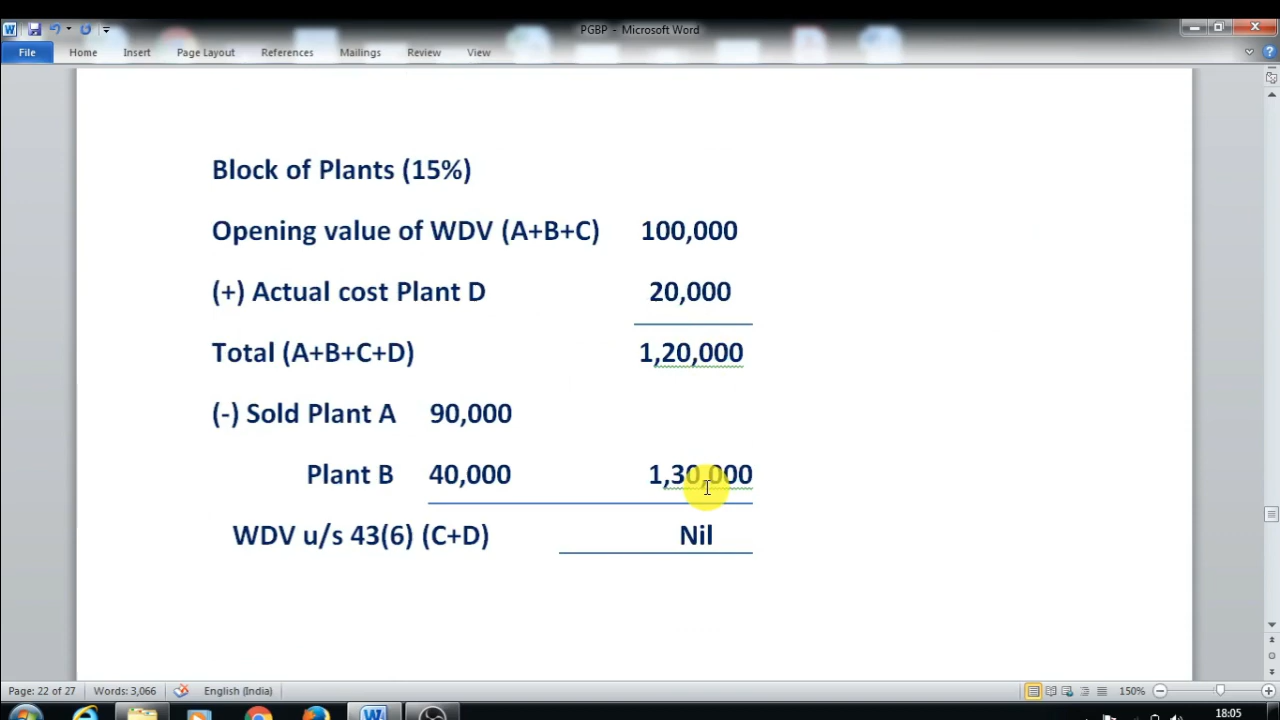 PGBP - Microsoft Word
File Home Insert Page Layout References Mailings Review View
Block of Plants (15%)
Opening value of WDV (A+B+C) 100,000
(+) Actual cost Plant D 20,000
Total (A+B+C+D) 1,20,000
(-) Sold Plant A 90,000
Plant B 40,000 1,30,000
WDV u/s 43(6) (C+D) Nil
Page: 22 of 27 Words: 3,066 English (India) 150%
18:05